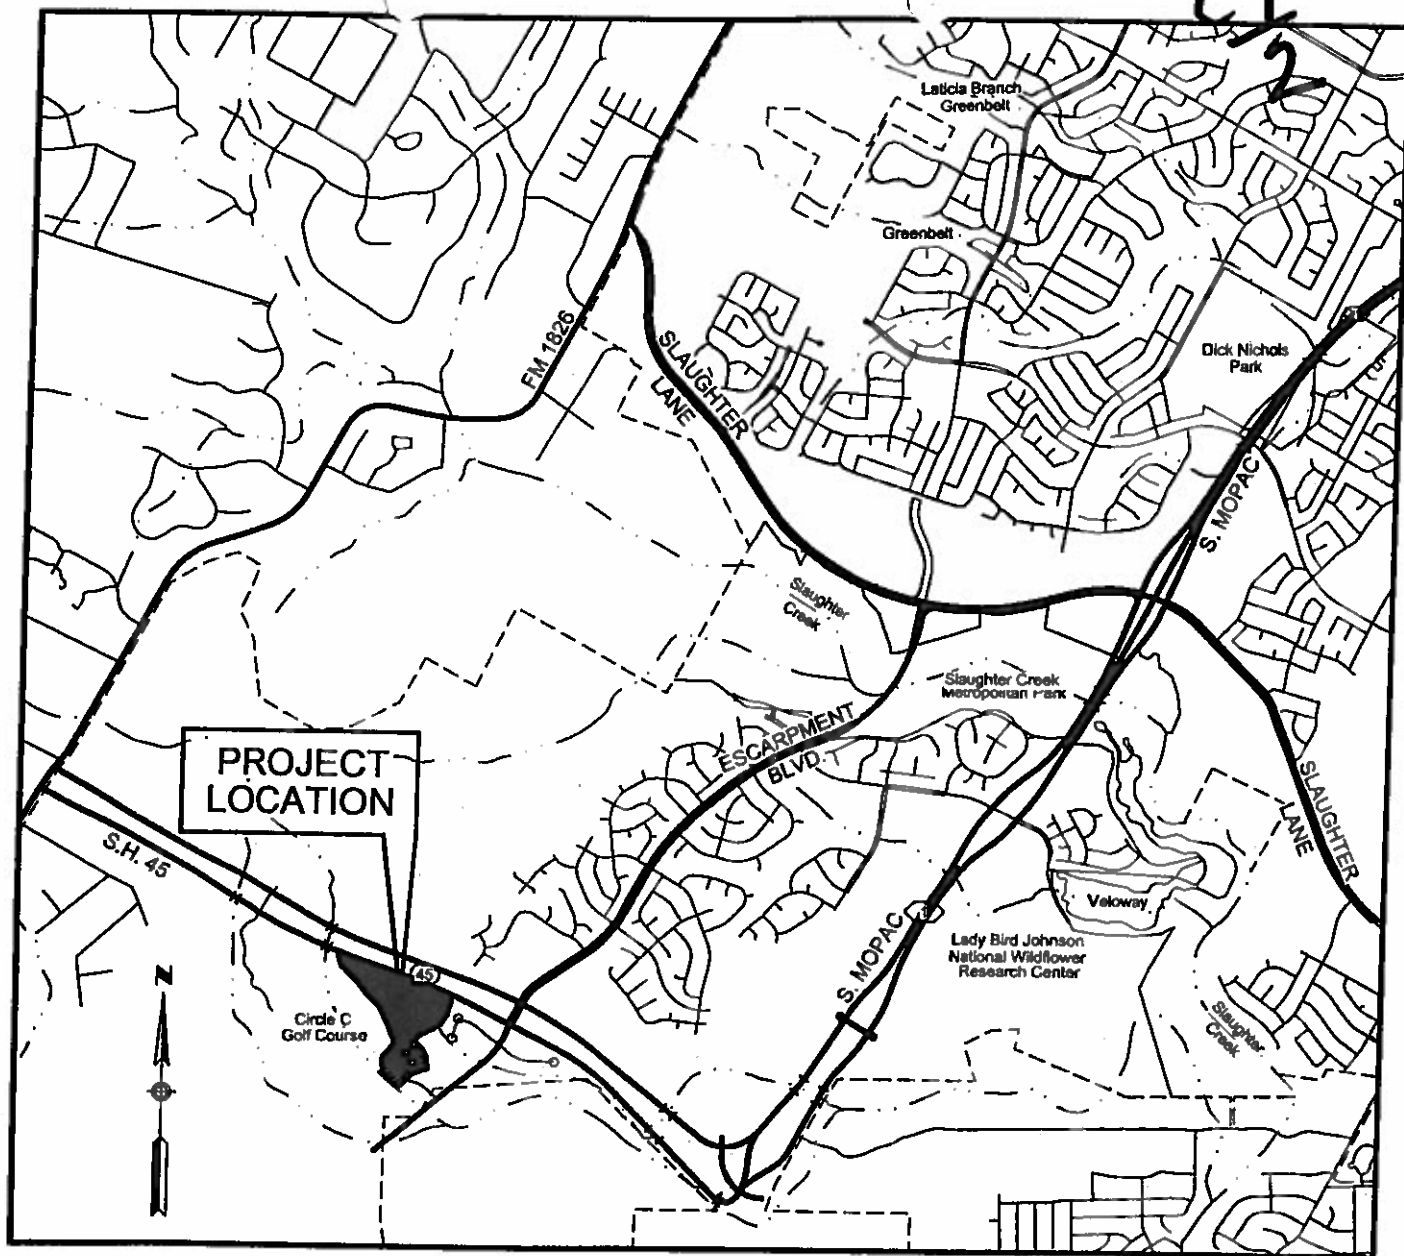 Laticia Branch
Greenbelt
Greenbelt
Dick Nichols
Park
FM 1826
SLAUGHTER
LANE
S. MOPAC
Slaughter
Creek
Slaughter Creek
Metropolitan Park
ESCARPMENT
BLVD.
PROJECT
LOCATION
SLAUGHTER
LANE
S.H. 45
Veloway
S. MOPAC
1
Lady Bird Johnson
National Wildflower
Research Center
45
N
Circle C
Golf Course
Slaughter
Creek